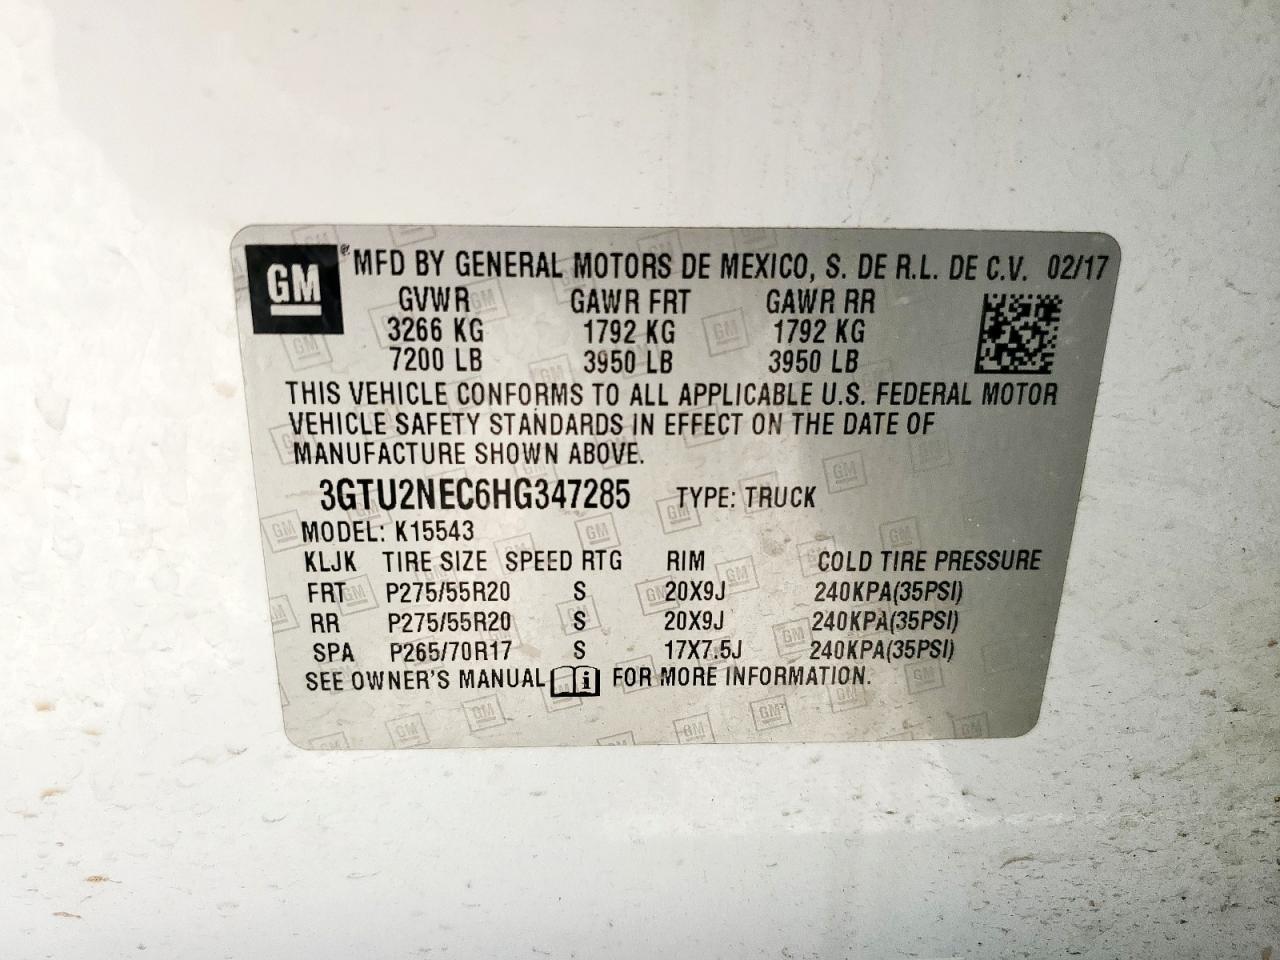 GM ® MFD BY GENERAL MOTORS DE MEXICO, S. DE R.L. DE C.V. 02/17
GVWR GAWR FRT GAWR RR
3266 KG 1792 KG 1792 KG
7200 LB 3950 LB 3950 LB
THIS VEHICLE CONFORMS TO ALL APPLICABLE U.S. FEDERAL MOTOR
VEHICLE SAFETY STANDARDS IN EFFECT ON THE DATE OF
MANUFACTURE SHOWN ABOVE.
3GTU2NEC6HG347285 TYPE: TRUCK
MODEL: K15543
KLJK TIRE SIZE SPEED RTG RIM COLD TIRE PRESSURE
FRT P275/55R20 S 20X9J 240KPA(35PSI)
RR P275/55R20 S 20X9J 240KPA(35PSI)
SPA P265/70R17 S 17X7.5J 240KPA(35PSI)
SEE OWNER'S MANUAL i FOR MORE INFORMATION.